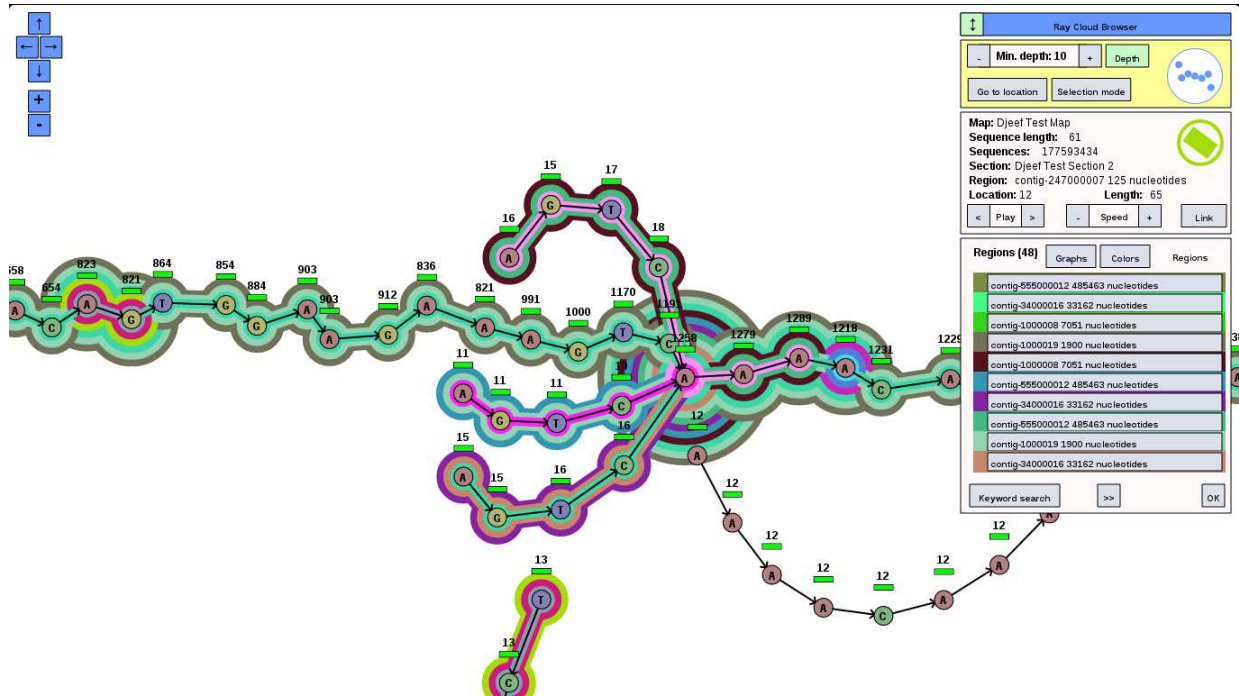 ↑
← →
↓
+
-
↕ Ray Cloud Browser
- Min. depth: 10 + Depth
Go to location Selection mode
Map: Djeef Test Map
Sequence length: 61
Sequences: 177593434
Section: Djeef Test Section 2
Region: contig-247000007 125 nucleotides
Location: 12 Length: 65
< Play > - Speed + Link
Regions (48) Graphs Colors Regions
contig-555000012 485463 nucleotides
contig-34000016 33162 nucleotides
contig-1000008 7051 nucleotides
contig-1000019 1900 nucleotides
contig-1000008 7051 nucleotides
contig-555000012 485463 nucleotides
contig-34000016 33162 nucleotides
contig-555000012 485463 nucleotides
contig-1000019 1900 nucleotides
contig-34000016 33162 nucleotides
Keyword search >> OK
16 15 17 18
A G T C
658 654 823 821 864 854 884 903 903 912 836 821 991 1000 1170 1193 1258 1279 1289 1218 1231 1229
A C A G T G G A A G A A A G T C A A A A C A
11 11 11 10
A G T C
15 15 16 16
A G T C
12 12 12 12 12 12 12
A A A A C A A A
13
T
13
C